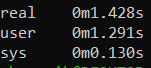 real    0m1.428s
user    0m1.291s
sys     0m0.130s